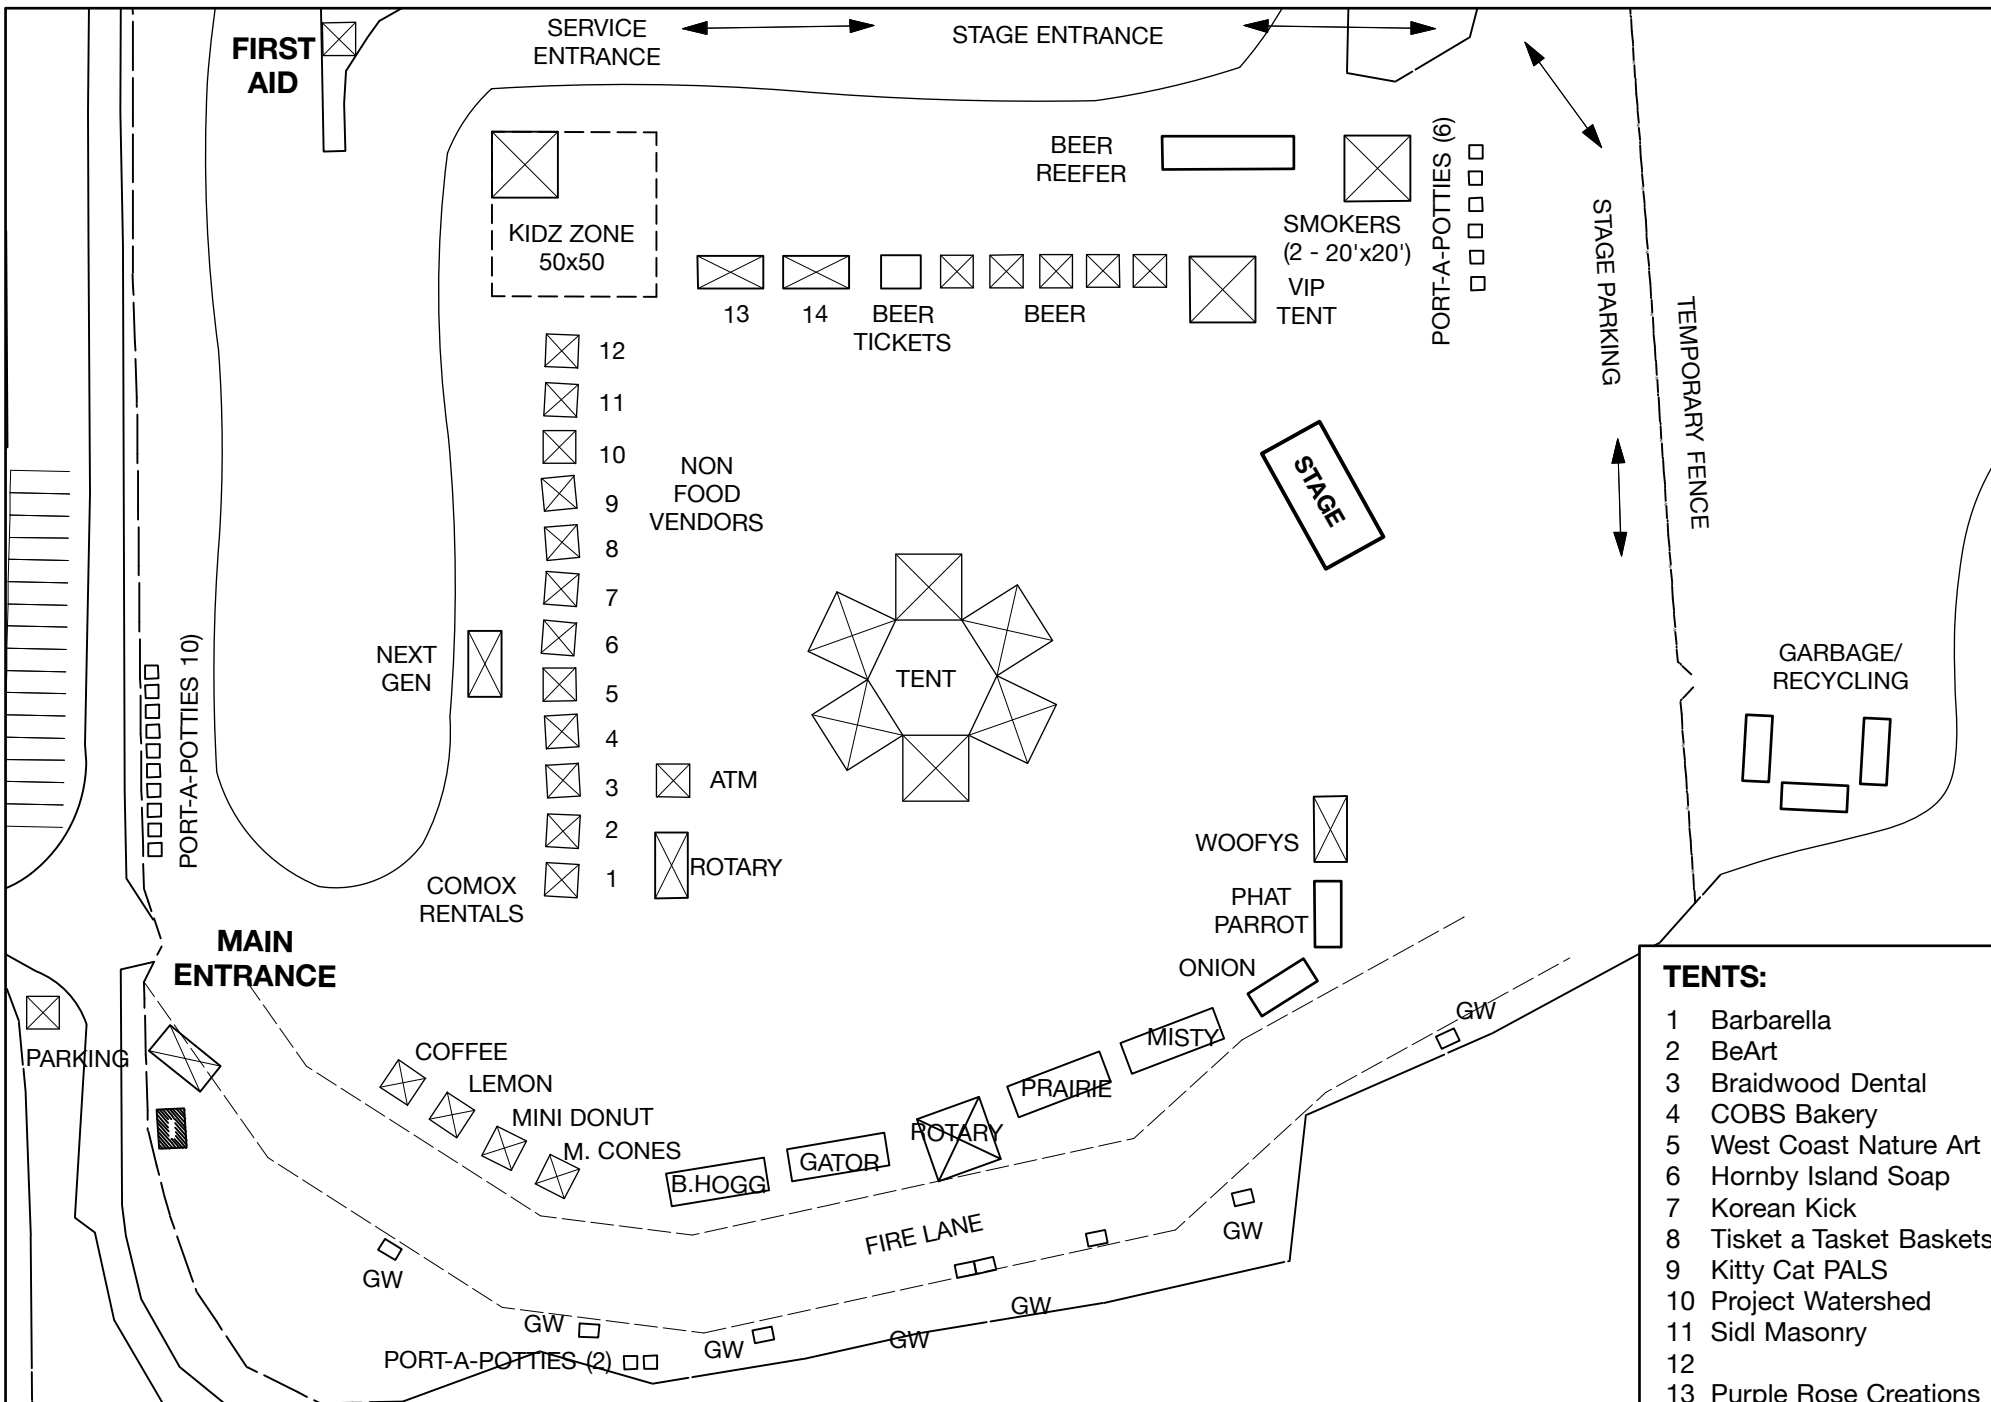 FIRST
AID
SERVICE
ENTRANCE
STAGE ENTRANCE
BEER
REEFER
SMOKERS
(2 - 20'x20')
PORT-A-POTTIES (6)
STAGE PARKING
TEMPORARY FENCE
KIDZ ZONE
50x50
13
14
BEER
TICKETS
BEER
VIP
TENT
12
11
10
9
8
7
6
5
4
3
2
1
NON
FOOD
VENDORS
STAGE
NEXT
GEN
TENT
PORT-A-POTTIES 10)
GARBAGE/
RECYCLING
ATM
ROTARY
COMOX
RENTALS
WOOFYS
PHAT
PARROT
ONION
MAIN
ENTRANCE
PARKING
COFFEE
LEMON
MINI DONUT
M. CONES
B.HOGG
GATOR
ROTARY
PRAIRIE
MISTY
GW
FIRE LANE
GW
GW
GW
GW
GW
GW
PORT-A-POTTIES (2)
TENTS:
1 Barbarella
2 BeArt
3 Braidwood Dental
4 COBS Bakery
5 West Coast Nature Art
6 Hornby Island Soap
7 Korean Kick
8 Tisket a Tasket Baskets
9 Kitty Cat PALS
10 Project Watershed
11 Sidl Masonry
12
13 Purple Rose Creations